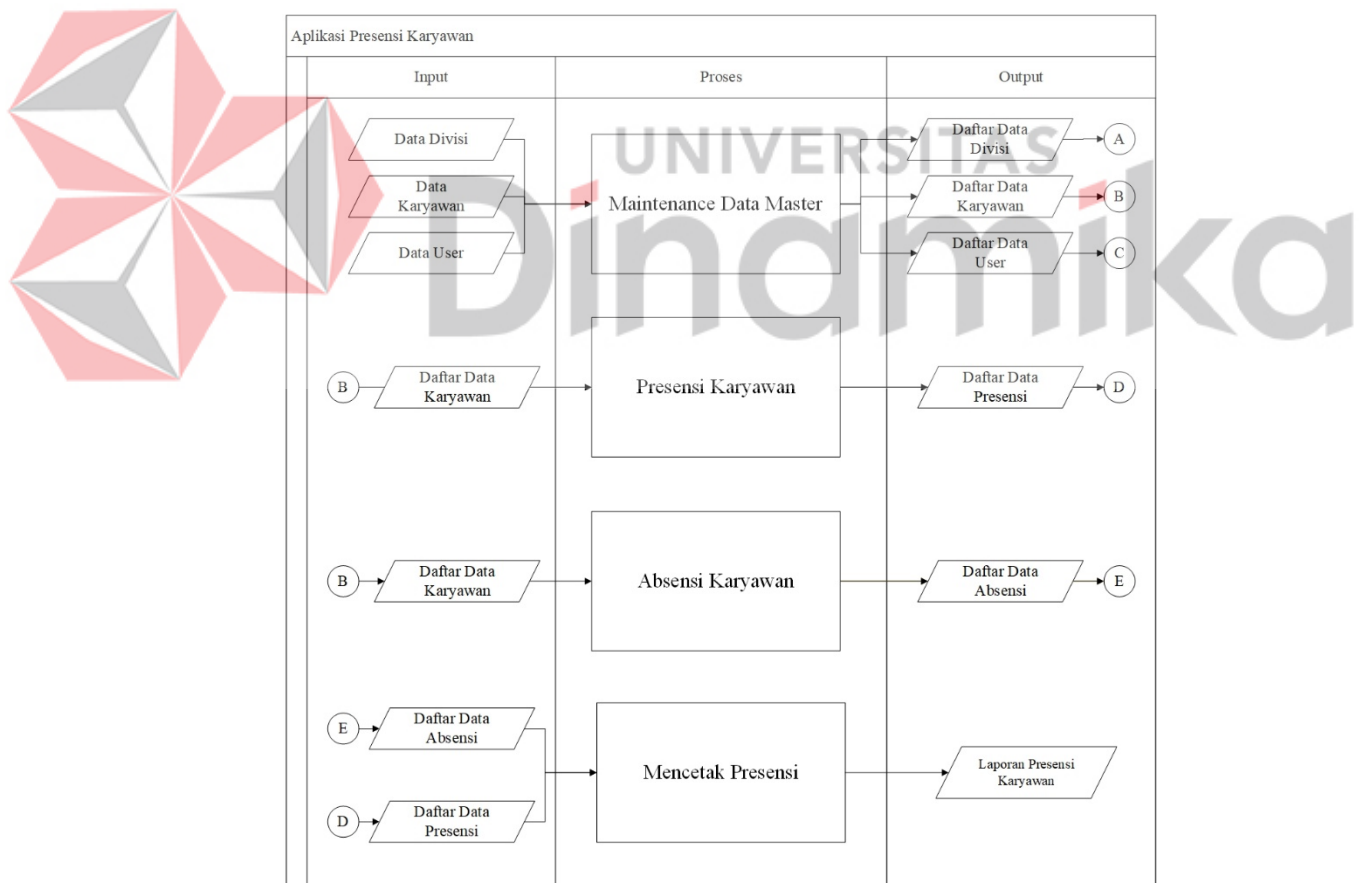 Aplikasi Presensi Karyawan
Input
Proses
Output
UNIVERSITAS
Dinamika
Data Divisi
Data
Karyawan
Data User
Maintenance Data Master
Daftar Data
Divisi
A
Daftar Data
Karyawan
B
Daftar Data
User
C
B
Daftar Data
Karyawan
Presensi Karyawan
Daftar Data
Presensi
D
B
Daftar Data
Karyawan
Absensi Karyawan
Daftar Data
Absensi
E
E
Daftar Data
Absensi
D
Daftar Data
Presensi
Mencetak Presensi
Laporan Presensi
Karyawan